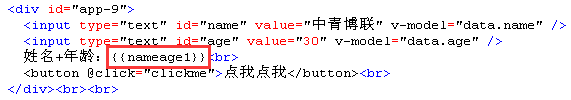 <div id="app-9">
<input type="text" id="name" value="中青博联" v-model="data.name" />
<input type="text" id="age" value="30" v-model="data.age" />
姓名+年龄：{{nameage1}}<br>
<button @click="clickme">点我点我</button><br>
</div><br><br>